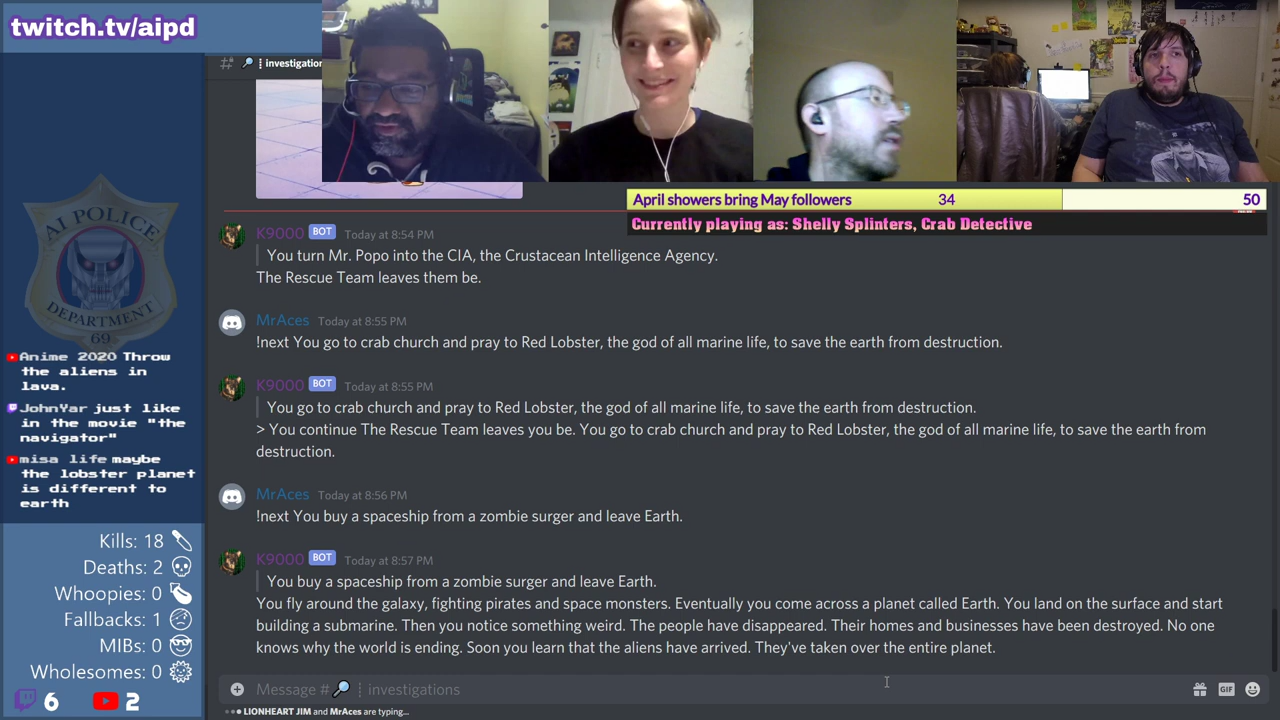 twitch.tv/aipd
investigation
April showers bring May followers 34 50
Currently playing as: Shelly Splinters, Crab Detective
K9000 BOT Today at 8:54 PM
You turn Mr. Popo into the CIA, the Crustacean Intelligence Agency.
The Rescue Team leaves them be.
MrAces Today at 8:55 PM
!next You go to crab church and pray to Red Lobster, the god of all marine life, to save the earth from destruction.
K9000 BOT Today at 8:55 PM
You go to crab church and pray to Red Lobster, the god of all marine life, to save the earth from destruction.
> You continue The Rescue Team leaves you be. You go to crab church and pray to Red Lobster, the god of all marine life, to save the earth from
destruction.
MrAces Today at 8:56 PM
!next You buy a spaceship from a zombie surger and leave Earth.
K9000 BOT Today at 8:57 PM
You buy a spaceship from a zombie surger and leave Earth.
You fly around the galaxy, fighting pirates and space monsters. Eventually you come across a planet called Earth. You land on the surface and start
building a submarine. Then you notice something weird. The people have disappeared. Their homes and businesses have been destroyed. No one
knows why the world is ending. Soon you learn that the aliens have arrived. They've taken over the entire planet.
Message # investigations
GIF
LIONHEART JIM and MrAces are typing...
AI POLICE
DEPARTMENT
69
Anime 2020 Throw
the aliens in
lava.
JohnYar just like
in the movie "the
navigator"
misa life maybe
the lobster planet
is different to
earth
Kills: 18
Deaths: 2
Whoopies: 0
Fallbacks: 1
MIBs: 0
Wholesomes: 0
6 2